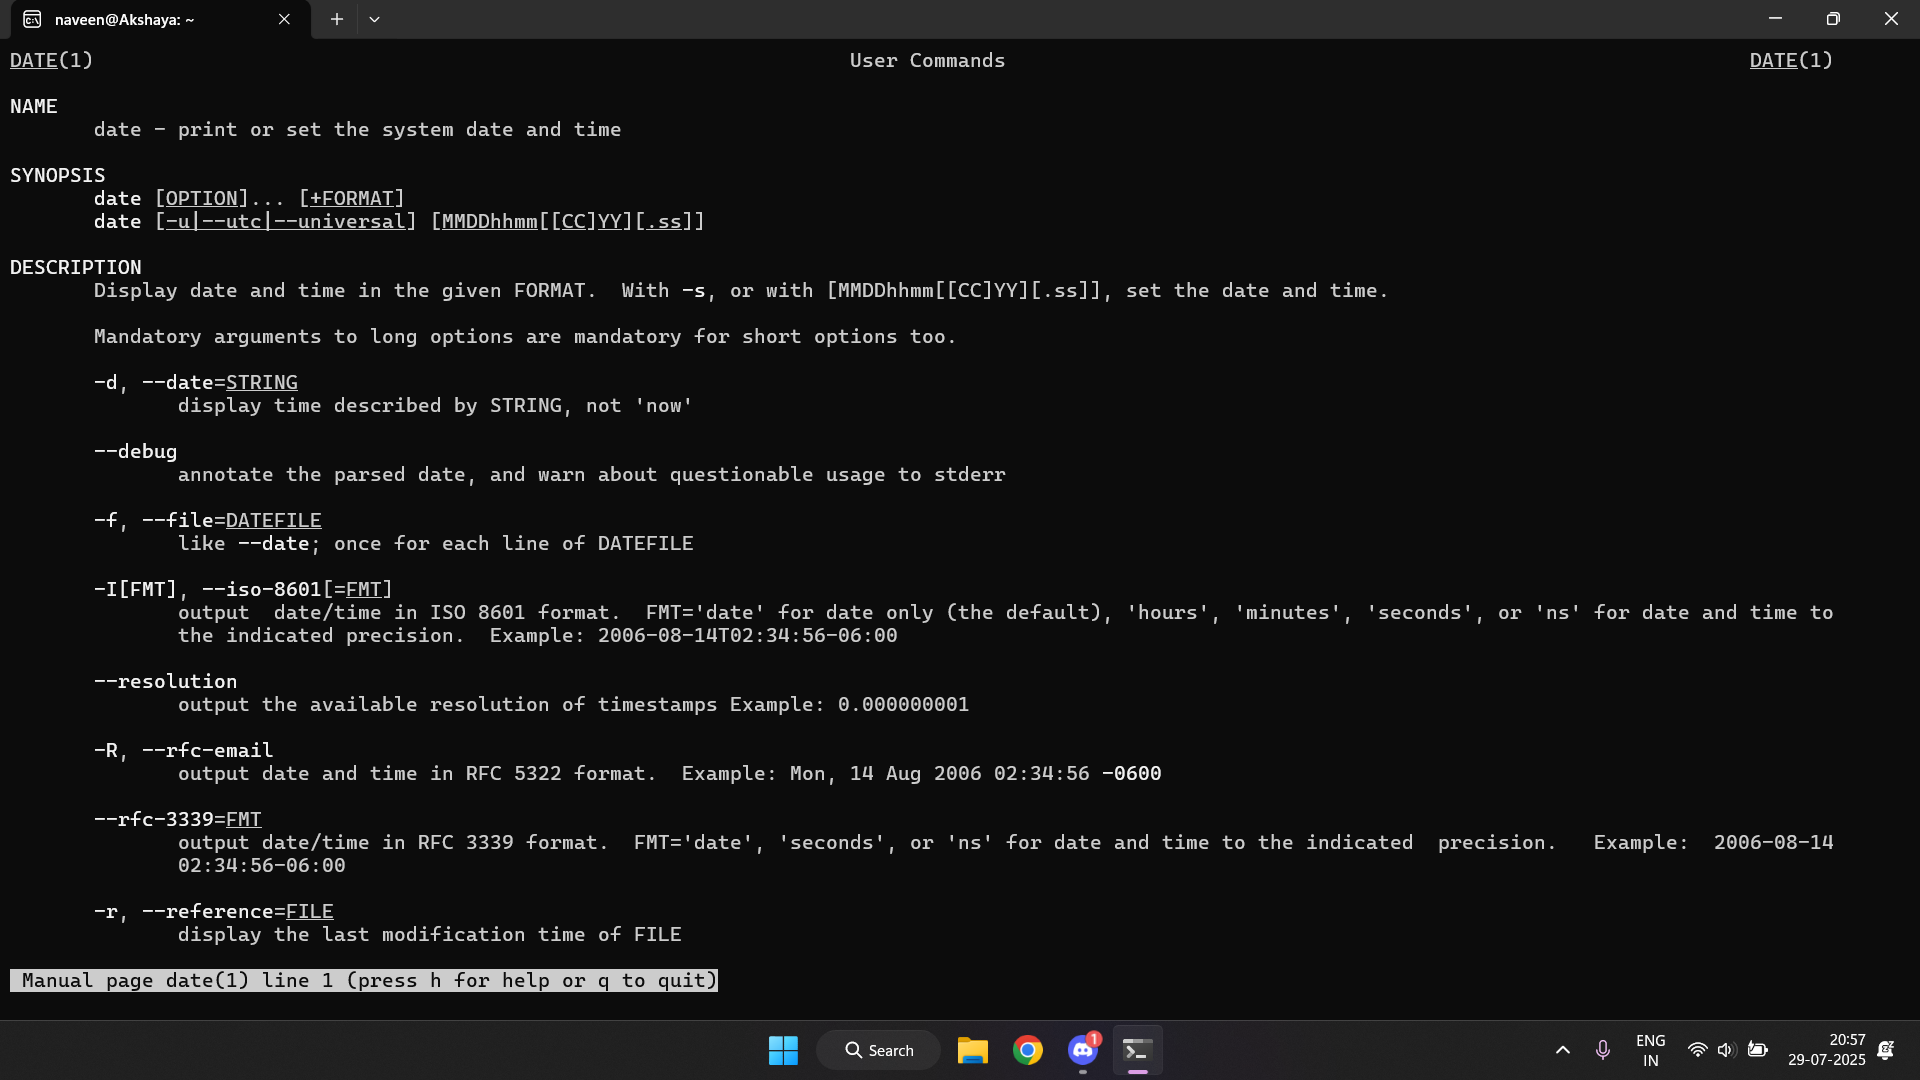 naveen@Akshaya: ~
DATE(1) User Commands DATE(1)
NAME
date - print or set the system date and time
SYNOPSIS
date [OPTION]... [+FORMAT]
date [-u|--utc|--universal] [MMDDhhmm[[CC]YY][.ss]]
DESCRIPTION
Display date and time in the given FORMAT.  With -s, or with [MMDDhhmm[[CC]YY][.ss]], set the date and time.
Mandatory arguments to long options are mandatory for short options too.
-d, --date=STRING
display time described by STRING, not 'now'
--debug
annotate the parsed date, and warn about questionable usage to stderr
-f, --file=DATEFILE
like --date; once for each line of DATEFILE
-I[FMT], --iso-8601[=FMT]
output  date/time in ISO 8601 format.  FMT='date' for date only (the default), 'hours', 'minutes', 'seconds', or 'ns' for date and time to
the indicated precision.  Example: 2006-08-14T02:34:56-06:00
--resolution
output the available resolution of timestamps Example: 0.000000001
-R, --rfc-email
output date and time in RFC 5322 format.  Example: Mon, 14 Aug 2006 02:34:56 -0600
--rfc-3339=FMT
output date/time in RFC 3339 format.  FMT='date', 'seconds', or 'ns' for date and time to the indicated  precision.   Example:  2006-08-14
02:34:56-06:00
-r, --reference=FILE
display the last modification time of FILE
Manual page date(1) line 1 (press h for help or q to quit)
Search
1
ENG
IN
20:57
29-07-2025